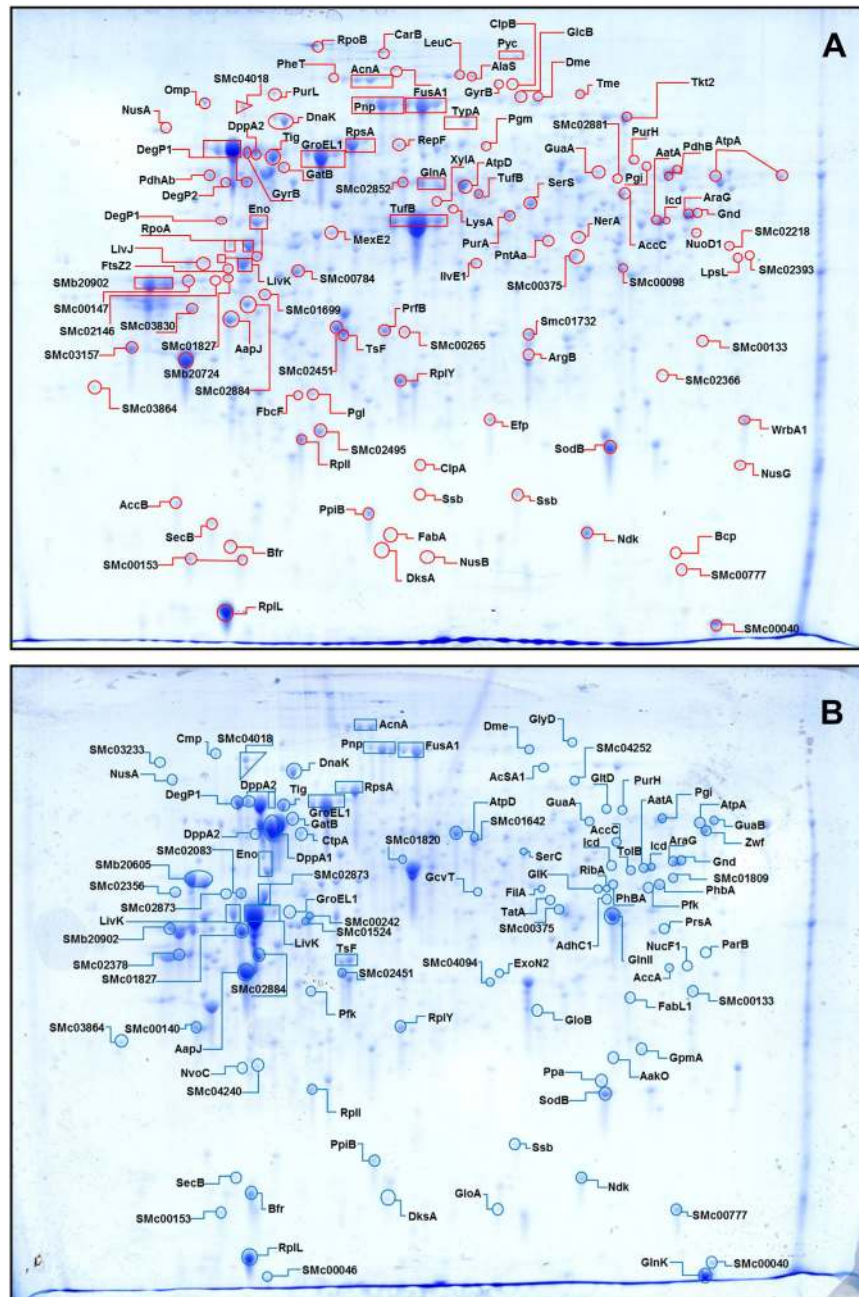 A
RpoB
CarB
LeuC
ClpB
Pyc
GlcB
PheT
AcnA
AlaS
Dme
GyrB
Tme
Omp
SMc04018
PurL
Tkt2
NusA
DnaK
Pnp
FusA1
TypA
SMc02881
PurH
DppA2
Tig
RpsA
RepF
Pgm
GuaA
AatA
PdhB
AtpA
DegP1
GroEL1
GatB
GlnA
XylA
AtpD
PdhAb
GyrB
SMc02852
TufB
SerS
Pgi
Icd
AraG
DegP2
TufB
LysA
AccC
Gnd
DegP1
Eno
MexE2
PurA
NerA
NuoD1
RpoA
PntAa
SMc02218
LivJ
FtsZ2
LivK
SMc00784
IlvE1
SMc00375
SMc00098
LpsL
SMc02393
SMb20902
SMc00147
SMc01699
SMc02146
SMc03830
PrfB
Smc01732
SMc03157
SMc01827
AapJ
SMc02451
TsF
SMc00265
ArgB
SMc00133
SMb20724
SMc02884
RplY
SMc02366
SMc03864
FbcF
Pgl
SMc02495
Efp
WrbA1
RplI
SodB
ClpA
NusG
AccB
Ssb
Ssb
PpiB
SecB
FabA
Ndk
Bcp
SMc00153
Bfr
DksA
NusB
SMc00777
RplL
SMc00040
B
AcnA
GlyD
SMc03233
Cmp
SMc04018
Pnp
FusA1
Dme
SMc04252
NusA
DnaK
AcSA1
DegP1
DppA2
Tig
RpsA
GltD
PurH
GroEL1
AtpD
GuaA
AatA
Pgi
AtpA
GuaB
DppA2
GatB
CtpA
SMc01642
AccC
Zwf
SMc02083
DppA1
SMc01820
SerC
Icd
TolB
Icd
AraG
Gnd
SMb20605
Eno
RibA
SMc02356
SMc02873
GcvT
GlK
SMc01809
SMc02873
GroEL1
FilA
PhBA
PhbA
LivK
SMc00242
TatA
Pfk
SMb20902
SMc01524
SMc00375
AdhC1
PrsA
LivK
TsF
GlnII
NucF1
ParB
SMc02378
SMc04094
ExoN2
AccA
SMc01827
SMc02451
SMc02884
Pfk
FabL1
SMc00133
SMc03864
SMc00140
RplY
GloB
AapJ
GpmA
NvoC
AakO
SMc04240
Ppa
RplI
SodB
PpiB
Ssb
SecB
Ndk
SMc00153
Bfr
DksA
GloA
SMc00777
RplL
SMc00046
GlnK
SMc00040